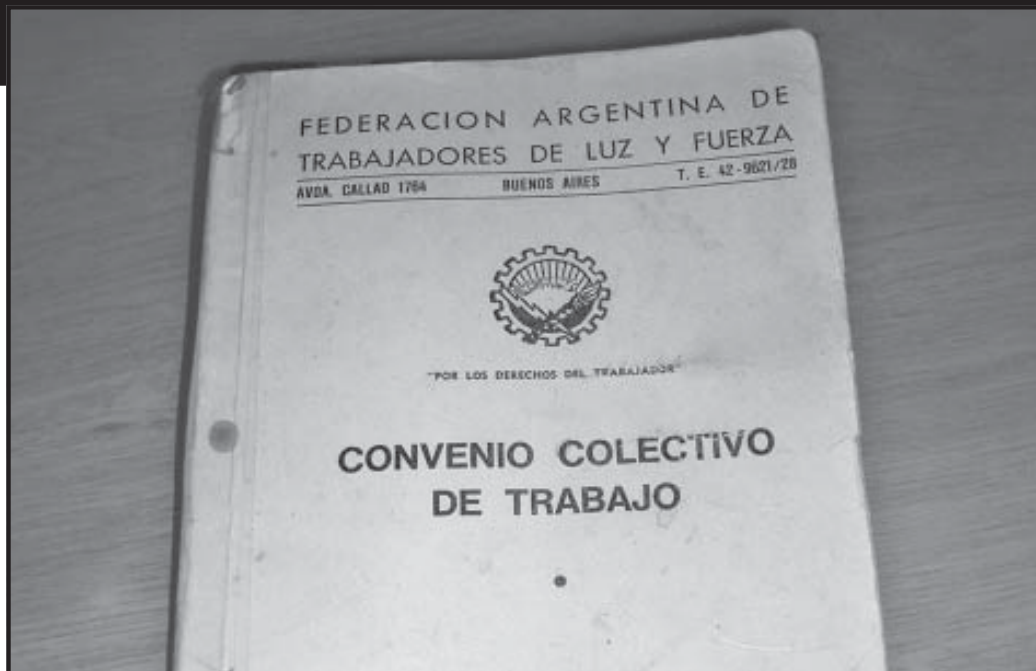 FEDERACION ARGENTINA DE
TRABAJADORES DE LUZ Y FUERZA
AVDA. CALLAO 1764 BUENOS AIRES T. E. 42-9621/28
"POR LOS DERECHOS DEL TRABAJADOR"
CONVENIO COLECTIVO
DE TRABAJO